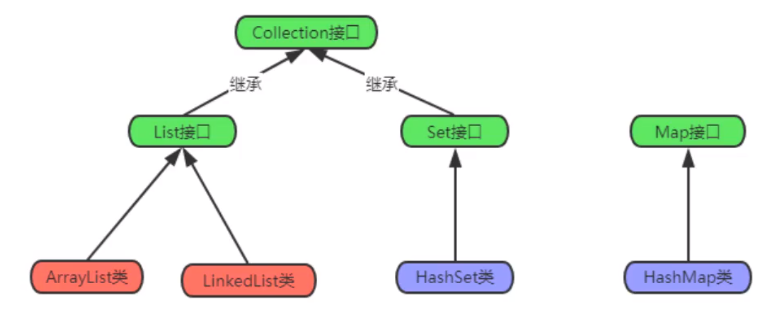 Collection接口
继承
继承
List接口
Set接口
Map接口
ArrayList类
LinkedList类
HashSet类
HashMap类